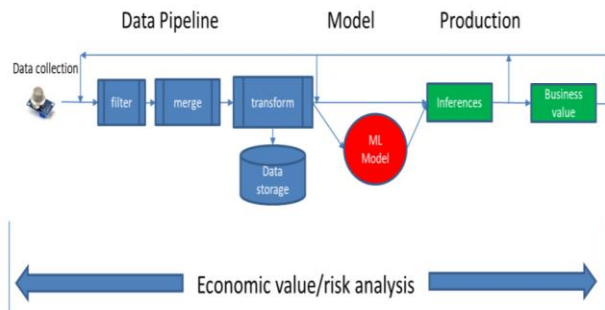 Data Pipeline
Model
Production
Data collection
filter
merge
transform
Inferences
Business
value
ML
Model
Data
storage
Economic value/risk analysis